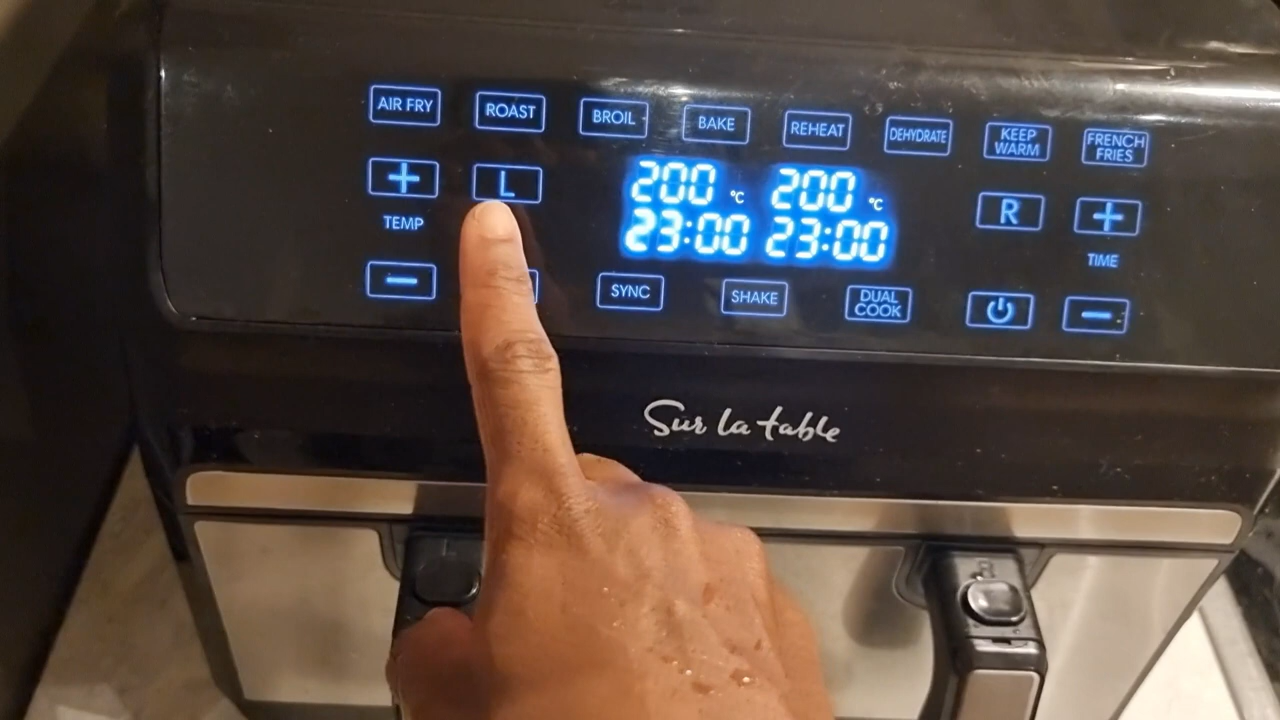 AIR FRY ROAST BROIL BAKE REHEAT DEHYDRATE KEEP WARM FRENCH FRIES
+ L 200 °C 200 °C R +
TEMP 23:00 23:00 TIME
- SYNC SHAKE DUAL COOK -
Sur la table